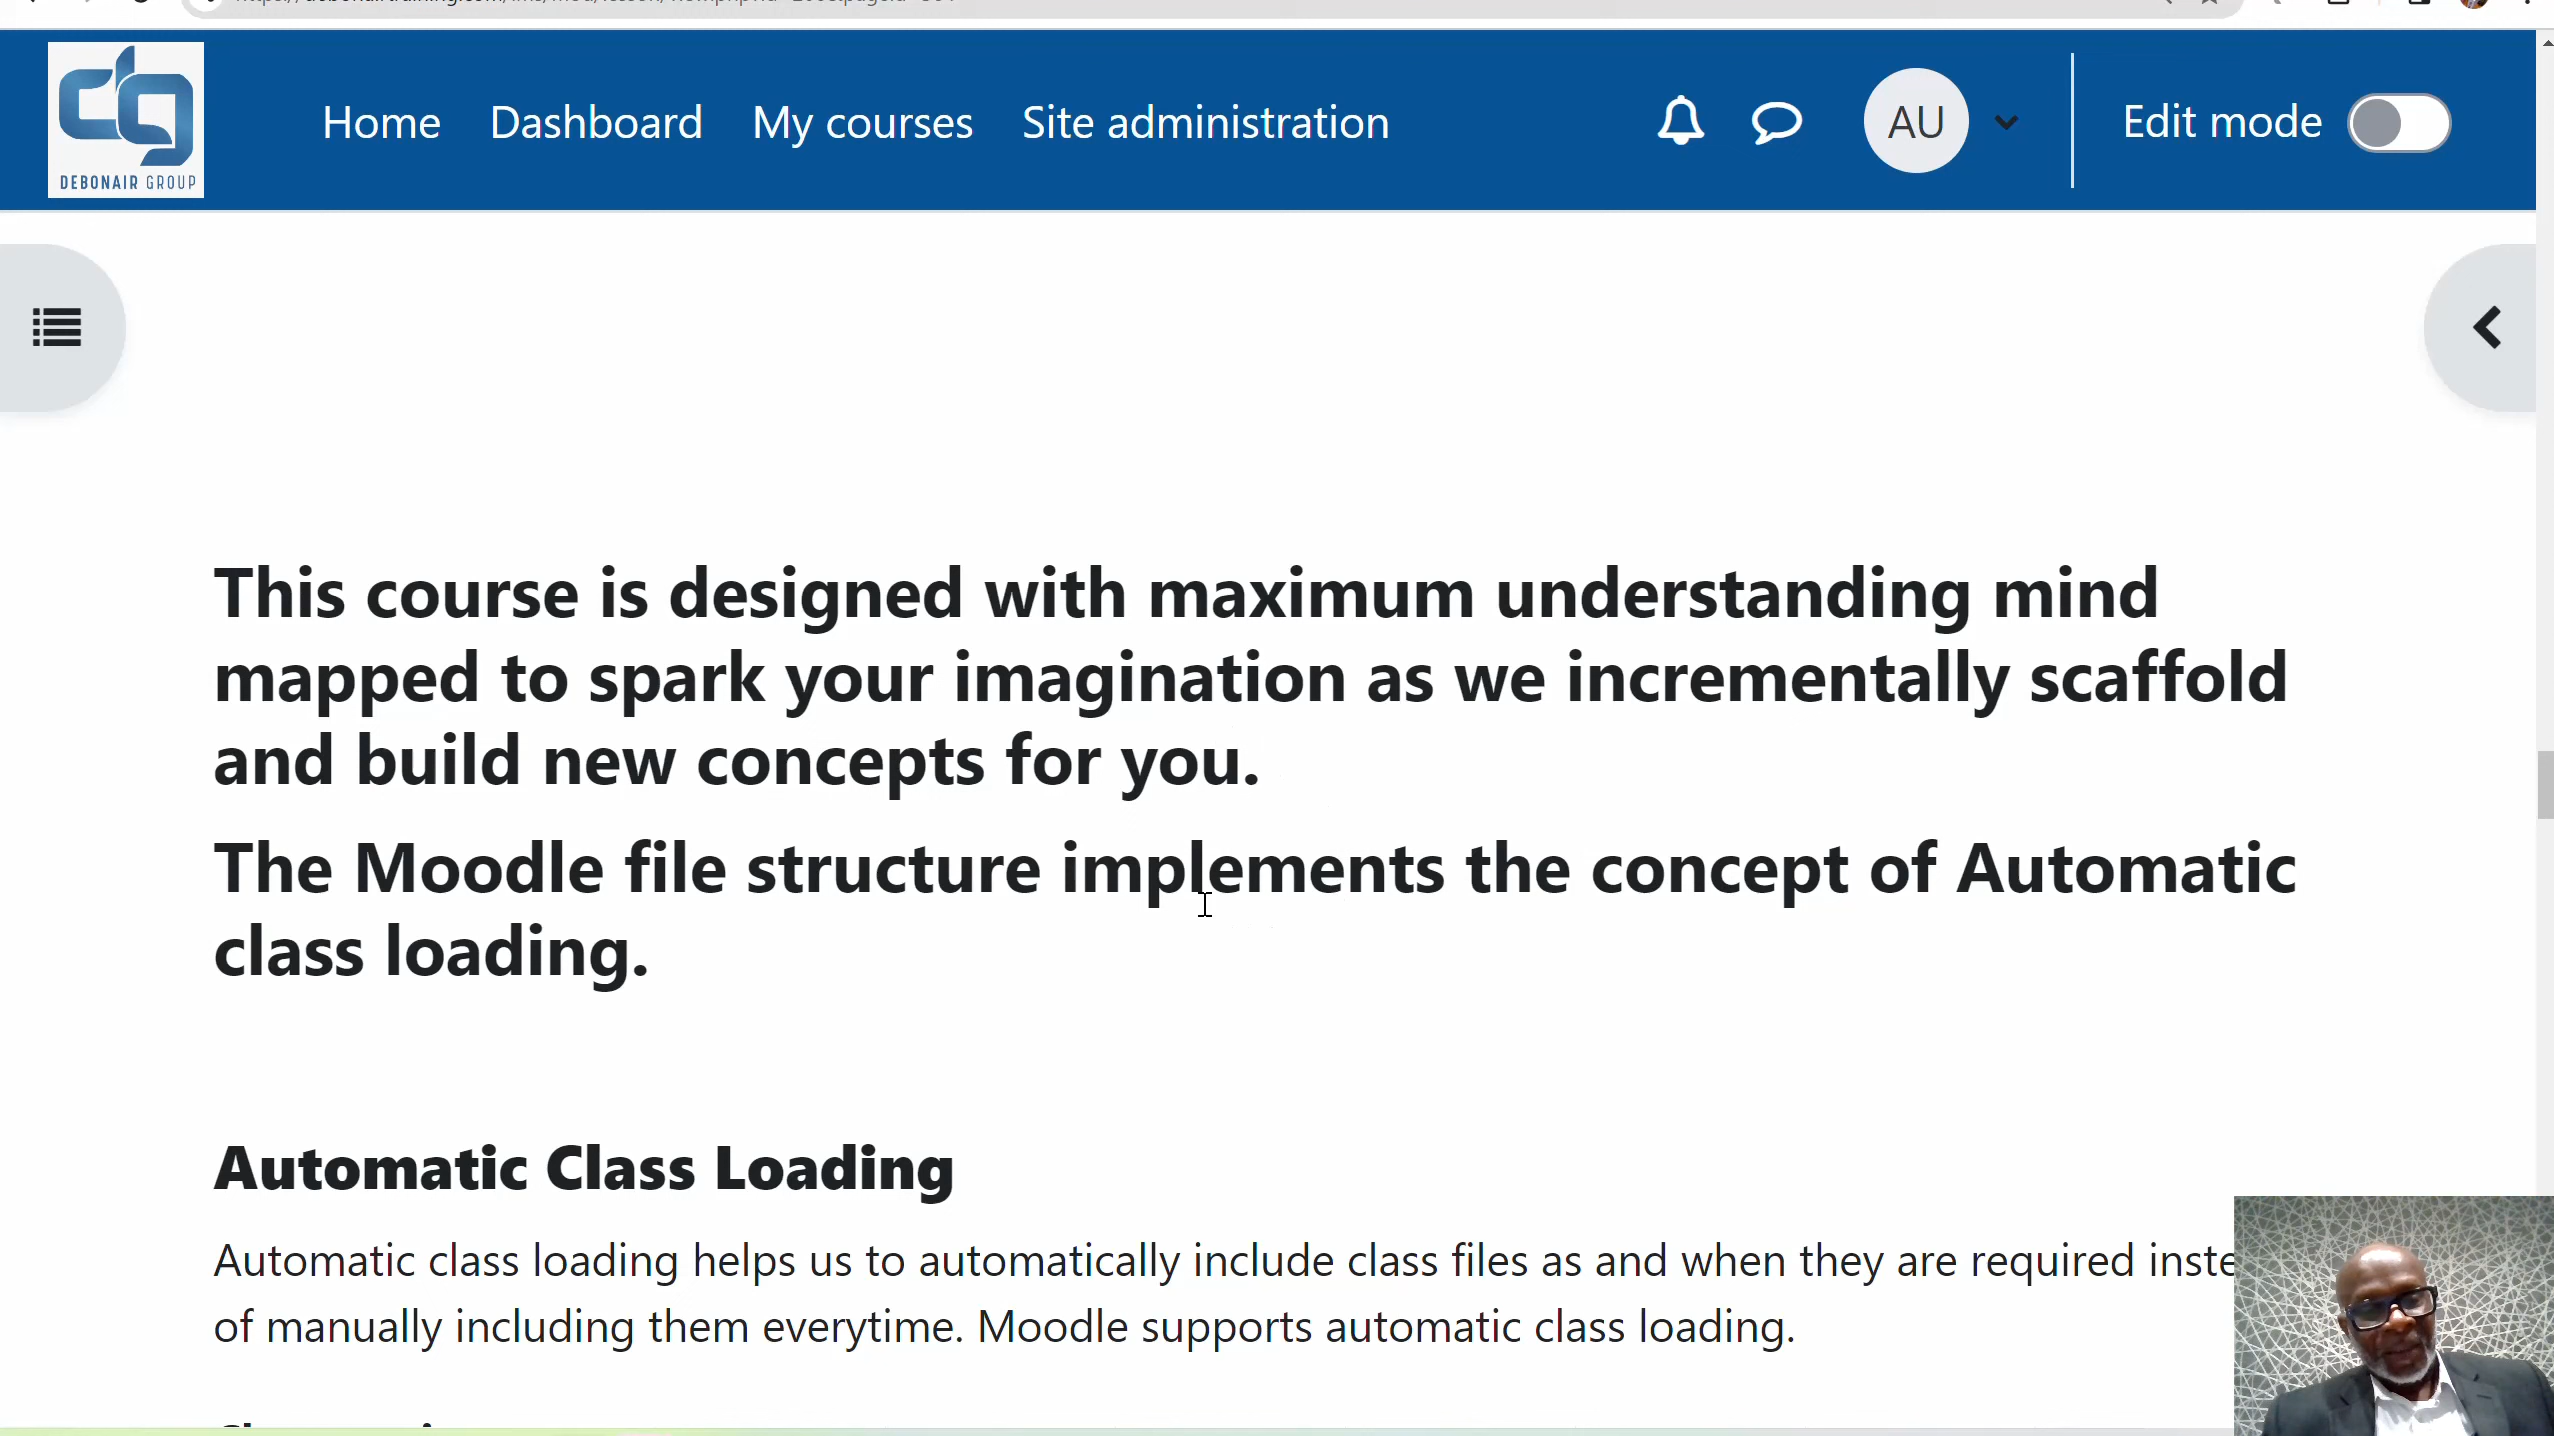 DEBONAIR GROUP
Home Dashboard My courses Site administration AU Edit mode
This course is designed with maximum understanding mind
mapped to spark your imagination as we incrementally scaffold
and build new concepts for you.
The Moodle file structure implements the concept of Automatic
class loading.
Automatic Class Loading
Automatic class loading helps us to automatically include class files as and when they are required
of manually including them everytime. Moodle supports automatic class loading.